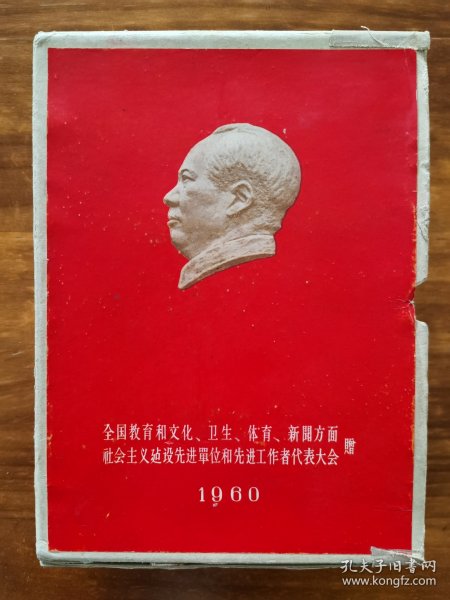 全国教育和文化、卫生、体育、新聞方面
社会主义建设先进單位和先进工作者代表大会
贈
1960
孔夫子旧书网
www.kongfz.com